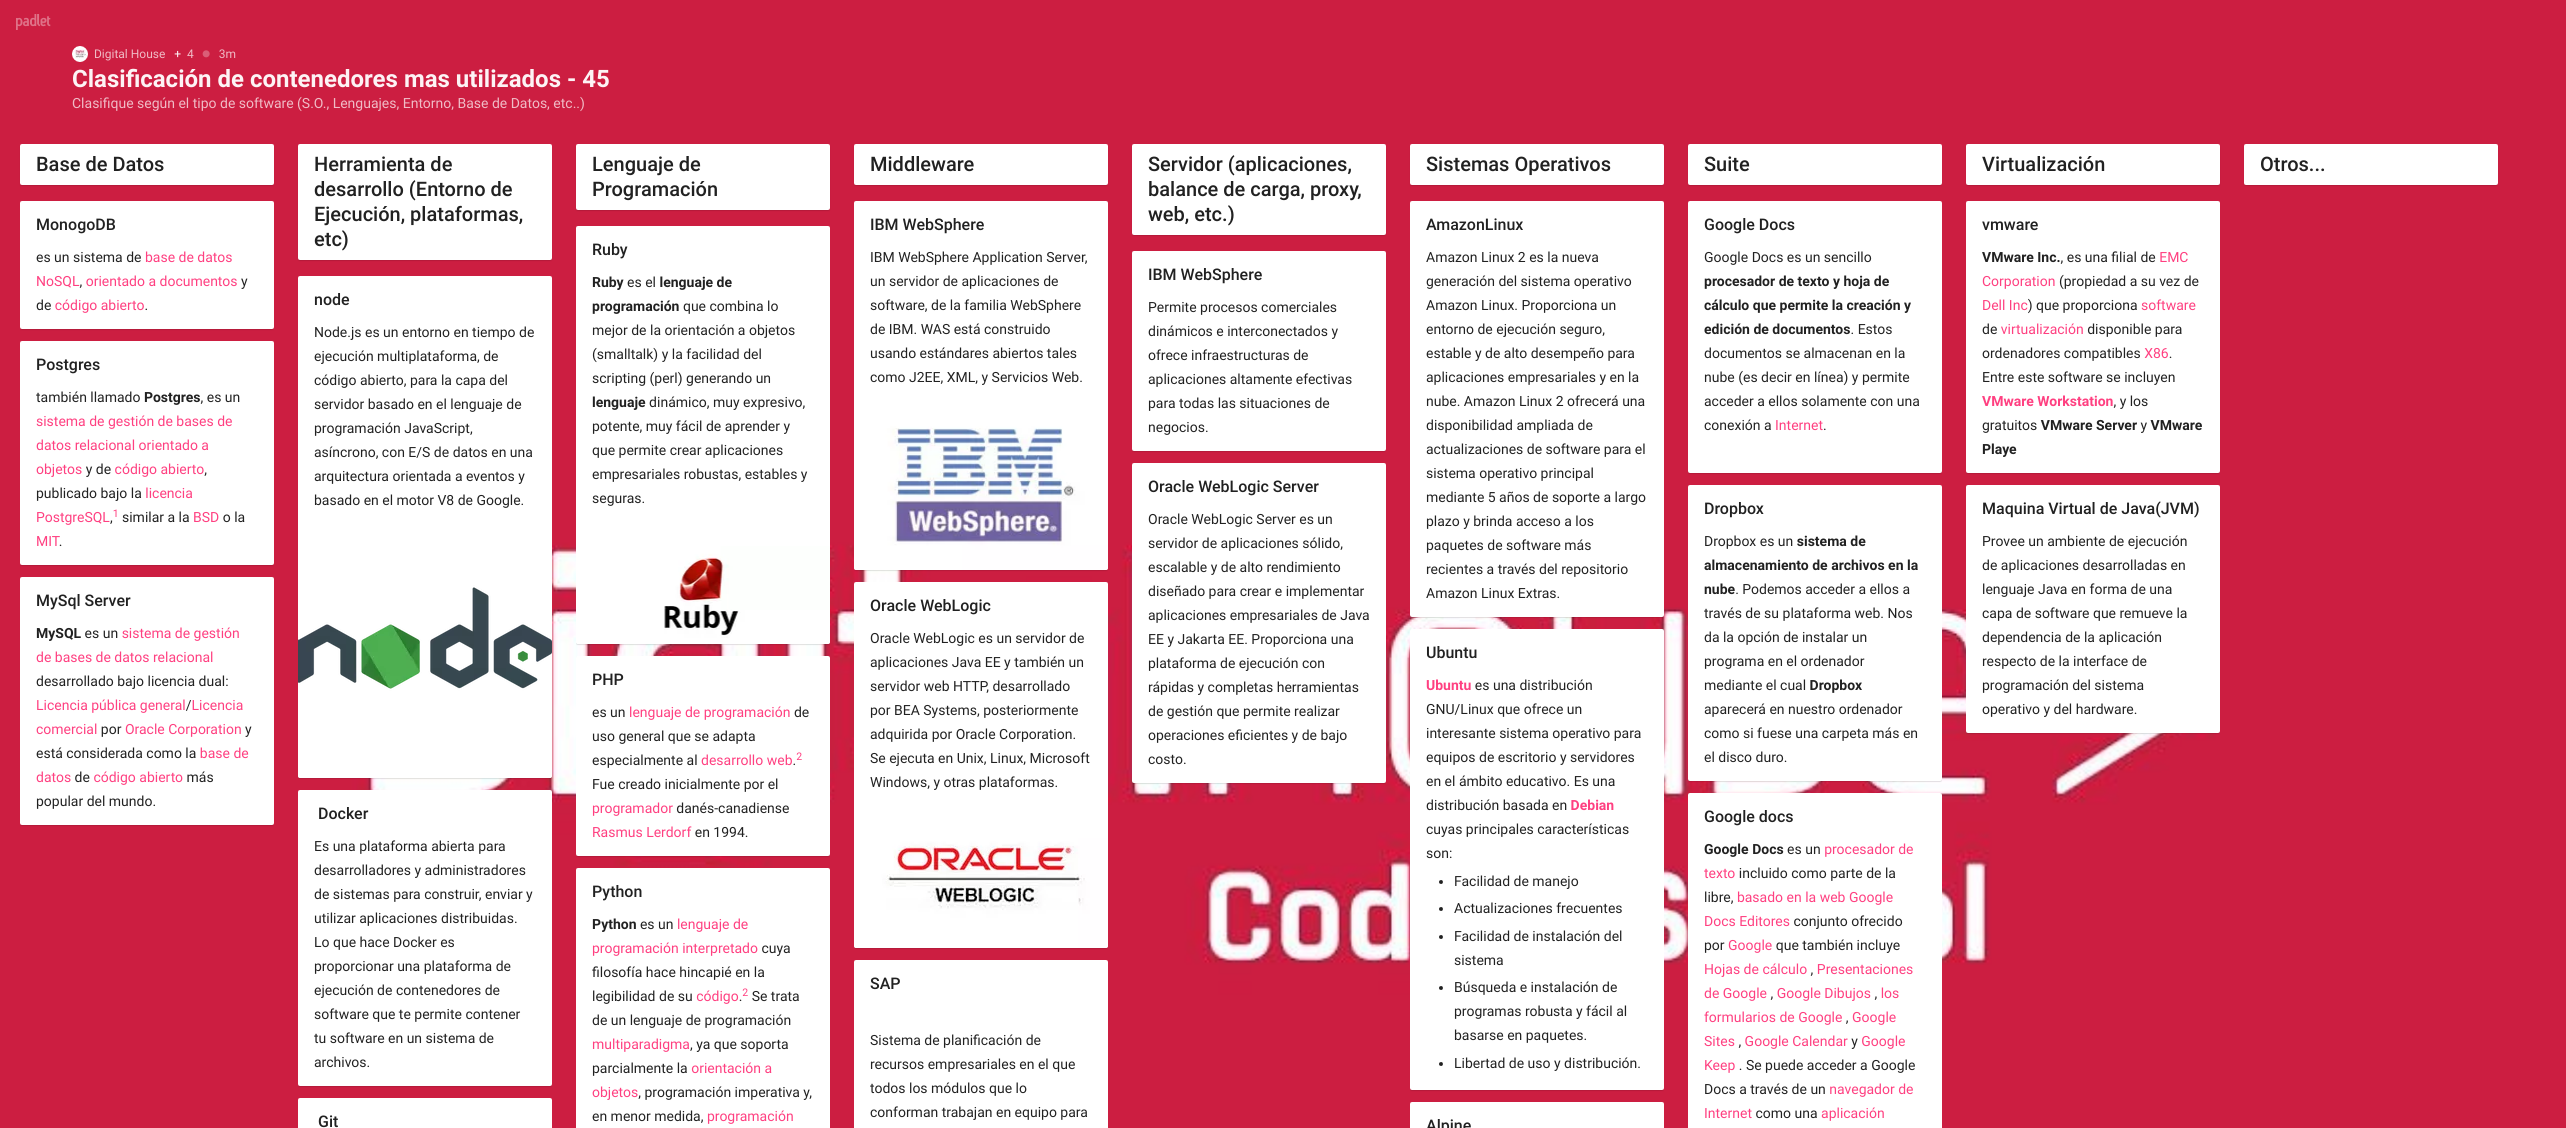 padlet
Digital House + 4 ● 3m
Clasificación de contenedores mas utilizados - 45
Clasifique según el tipo de software (S.O., Lenguajes, Entorno, Base de Datos, etc..)
Base de Datos
MonogoDB
es un sistema de base de datos
NoSQL, orientado a documentos y
de código abierto.
Postgres
también llamado Postgres, es un
sistema de gestión de bases de
datos relacional orientado a
objetos y de código abierto,
publicado bajo la licencia
PostgreSQL,1 similar a la BSD o la
MIT.
MySql Server
MySQL es un sistema de gestión
de bases de datos relacional
desarrollado bajo licencia dual:
Licencia pública general/Licencia
comercial por Oracle Corporation y
está considerada como la base de
datos de código abierto más
popular del mundo.
Herramienta de
desarrollo (Entorno de
Ejecución, plataformas,
etc)
node
Node.js es un entorno en tiempo de
ejecución multiplataforma, de
código abierto, para la capa del
servidor basado en el lenguaje de
programación JavaScript,
asíncrono, con E/S de datos en una
arquitectura orientada a eventos y
basado en el motor V8 de Google.
node
Docker
Es una plataforma abierta para
desarrolladores y administradores
de sistemas para construir, enviar y
utilizar aplicaciones distribuidas.
Lo que hace Docker es
proporcionar una plataforma de
ejecución de contenedores de
software que te permite contener
tu software en un sistema de
archivos.
Git
Lenguaje de
Programación
Ruby
Ruby es el lenguaje de
programación que combina lo
mejor de la orientación a objetos
(smalltalk) y la facilidad del
scripting (perl) generando un
lenguaje dinámico, muy expresivo,
potente, muy fácil de aprender y
que permite crear aplicaciones
empresariales robustas, estables y
seguras.
Ruby
PHP
es un lenguaje de programación de
uso general que se adapta
especialmente al desarrollo web.2
Fue creado inicialmente por el
programador danés-canadiense
Rasmus Lerdorf en 1994.
Python
Python es un lenguaje de
programación interpretado cuya
filosofía hace hincapié en la
legibilidad de su código.2 Se trata
de un lenguaje de programación
multiparadigma, ya que soporta
parcialmente la orientación a
objetos, programación imperativa y,
en menor medida, programación
Middleware
IBM WebSphere
IBM WebSphere Application Server,
un servidor de aplicaciones de
software, de la familia WebSphere
de IBM. WAS está construido
usando estándares abiertos tales
como J2EE, XML, y Servicios Web.
IBM®
WebSphere.
Oracle WebLogic
Oracle WebLogic es un servidor de
aplicaciones Java EE y también un
servidor web HTTP, desarrollado
por BEA Systems, posteriormente
adquirida por Oracle Corporation.
Se ejecuta en Unix, Linux, Microsoft
Windows, y otras plataformas.
ORACLE®
WEBLOGIC
SAP
Sistema de planificación de
recursos empresariales en el que
todos los módulos que lo
conforman trabajan en equipo para
Servidor (aplicaciones,
balance de carga, proxy,
web, etc.)
IBM WebSphere
Permite procesos comerciales
dinámicos e interconectados y
ofrece infraestructuras de
aplicaciones altamente efectivas
para todas las situaciones de
negocios.
Oracle WebLogic Server
Oracle WebLogic Server es un
servidor de aplicaciones sólido,
escalable y de alto rendimiento
diseñado para crear e implementar
aplicaciones empresariales de Java
EE y Jakarta EE. Proporciona una
plataforma de ejecución con
rápidas y completas herramientas
de gestión que permite realizar
operaciones eficientes y de bajo
costo.
Sistemas Operativos
AmazonLinux
Amazon Linux 2 es la nueva
generación del sistema operativo
Amazon Linux. Proporciona un
entorno de ejecución seguro,
estable y de alto desempeño para
aplicaciones empresariales y en la
nube. Amazon Linux 2 ofrecerá una
disponibilidad ampliada de
actualizaciones de software para el
sistema operativo principal
mediante 5 años de soporte a largo
plazo y brinda acceso a los
paquetes de software más
recientes a través del repositorio
Amazon Linux Extras.
Ubuntu
Ubuntu es una distribución
GNU/Linux que ofrece un
interesante sistema operativo para
equipos de escritorio y servidores
en el ámbito educativo. Es una
distribución basada en Debian
cuyas principales características
son:
• Facilidad de manejo
• Actualizaciones frecuentes
• Facilidad de instalación del
sistema
• Búsqueda e instalación de
programas robusta y fácil al
basarse en paquetes.
• Libertad de uso y distribución.
Alpine
Suite
Google Docs
Google Docs es un sencillo
procesador de texto y hoja de
cálculo que permite la creación y
edición de documentos. Estos
documentos se almacenan en la
nube (es decir en línea) y permite
acceder a ellos solamente con una
conexión a Internet.
Dropbox
Dropbox es un sistema de
almacenamiento de archivos en la
nube. Podemos acceder a ellos a
través de su plataforma web. Nos
da la opción de instalar un
programa en el ordenador
mediante el cual Dropbox
aparecerá en nuestro ordenador
como si fuese una carpeta más en
el disco duro.
Google docs
Google Docs es un procesador de
texto incluido como parte de la
libre, basado en la web Google
Docs Editores conjunto ofrecido
por Google que también incluye
Hojas de cálculo , Presentaciones
de Google , Google Dibujos , los
formularios de Google , Google
Sites , Google Calendar y Google
Keep . Se puede acceder a Google
Docs a través de un navegador de
Internet como una aplicación
Virtualización
vmware
VMware Inc., es una filial de EMC
Corporation (propiedad a su vez de
Dell Inc) que proporciona software
de virtualización disponible para
ordenadores compatibles X86.
Entre este software se incluyen
VMware Workstation, y los
gratuitos VMware Server y VMware
Playe
Maquina Virtual de Java(JVM)
Provee un ambiente de ejecución
de aplicaciones desarrolladas en
lenguaje Java en forma de una
capa de software que remueve la
dependencia de la aplicación
respecto de la interface de
programación del sistema
operativo y del hardware.
Otros...